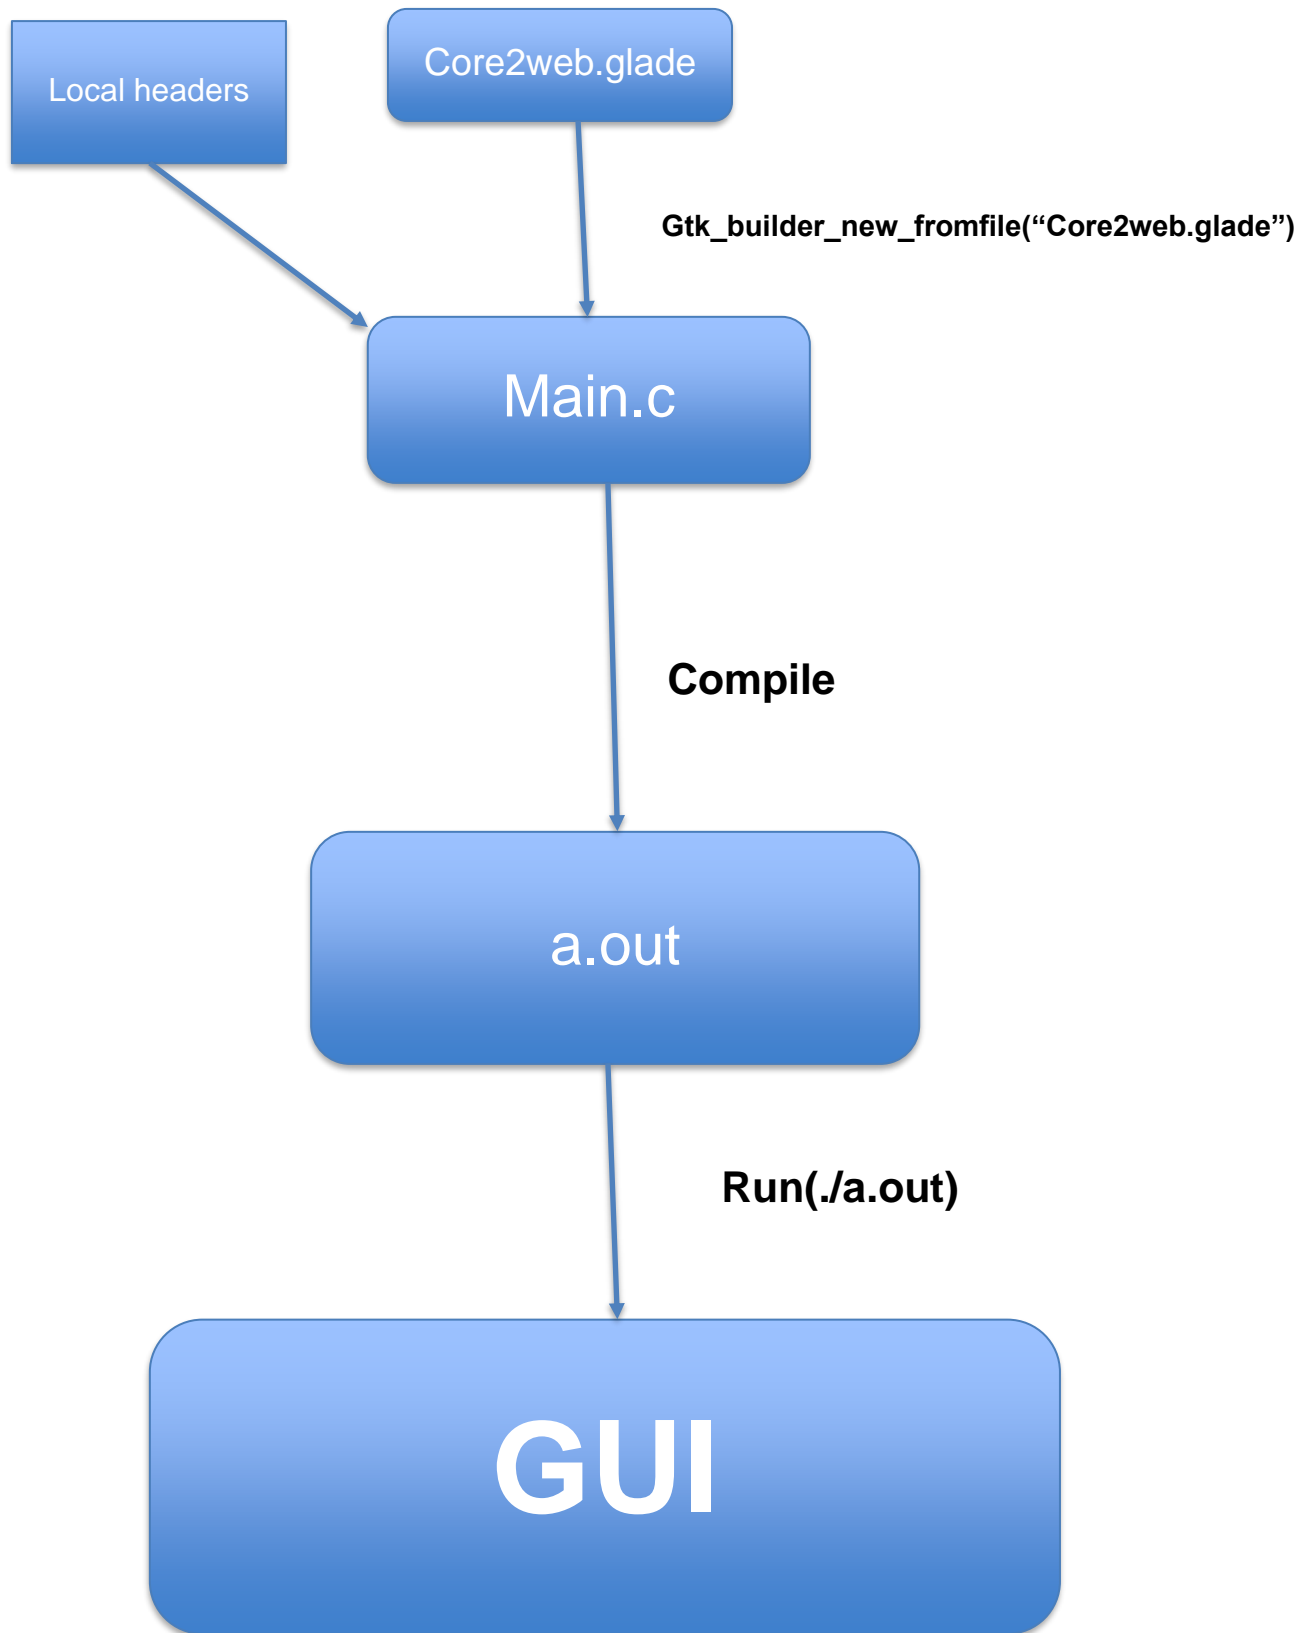 Local headers
Core2web.glade
Gtk_builder_new_fromfile(“Core2web.glade”)
Main.c
Compile
a.out
Run(./a.out)
GUI